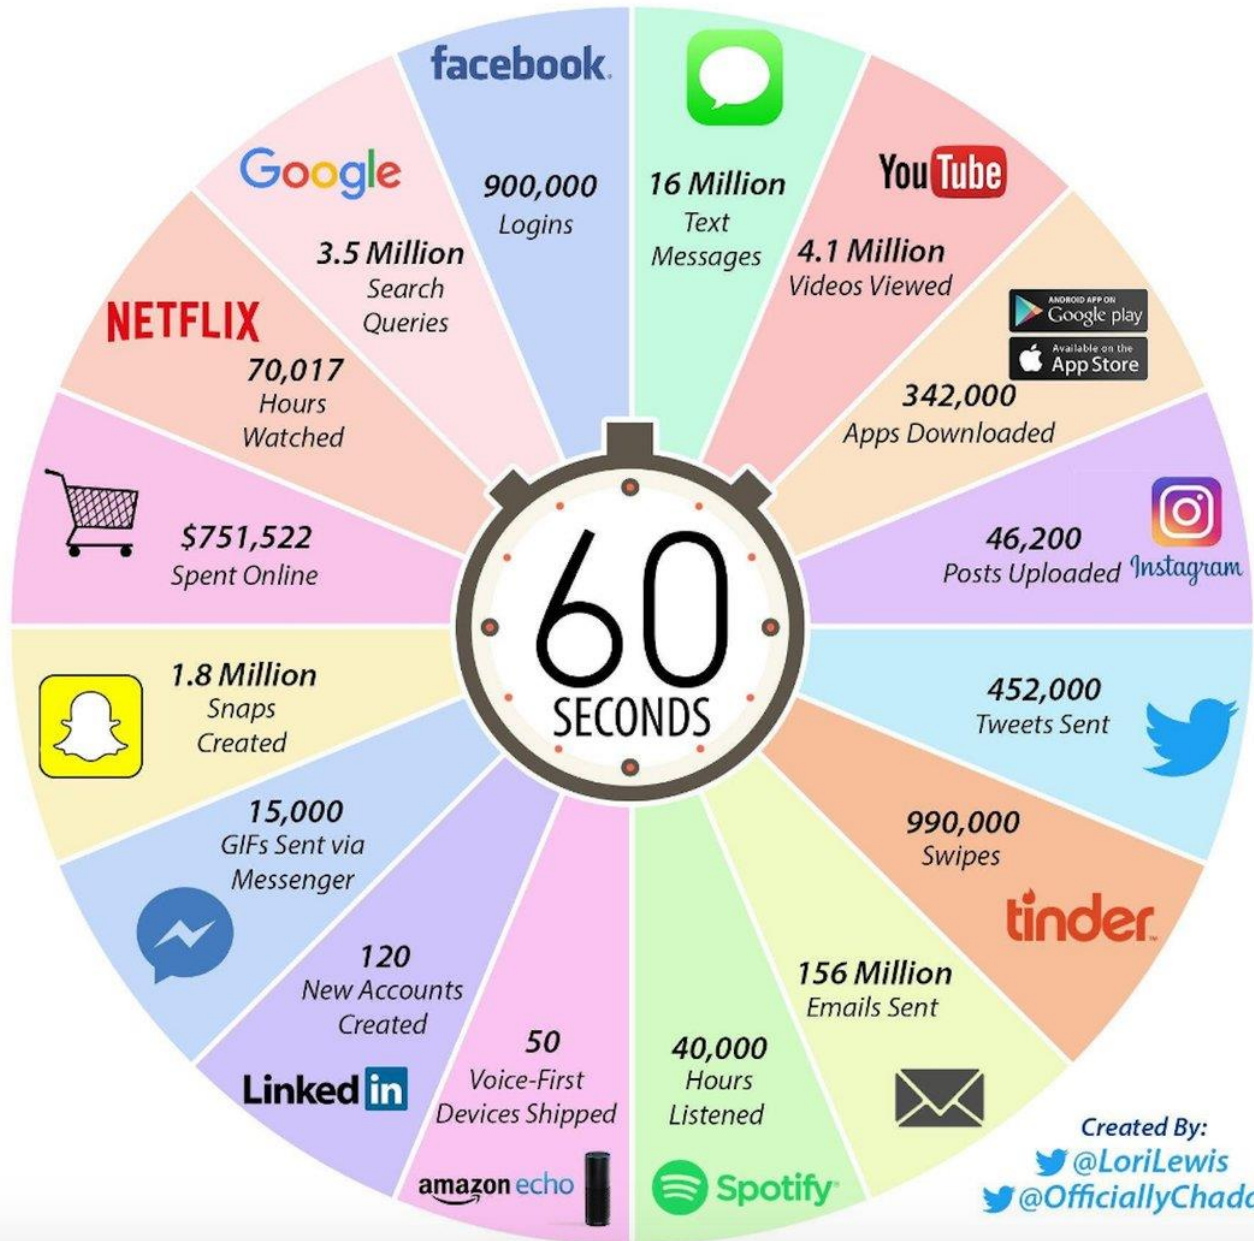 facebook.
900,000
Logins
16 Million
Text
Messages
YouTube
4.1 Million
Videos Viewed
ANDROID APP ON
Google play
Available on the
App Store
342,000
Apps Downloaded
46,200
Posts Uploaded
Instagram
452,000
Tweets Sent
990,000
Swipes
tinder
156 Million
Emails Sent
40,000
Hours
Listened
Spotify
50
Voice-First
Devices Shipped
amazon echo
120
New Accounts
Created
Linked in
15,000
GIFs Sent via
Messenger
1.8 Million
Snaps
Created
$751,522
Spent Online
NETFLIX
70,017
Hours
Watched
Google
3.5 Million
Search
Queries
60
SECONDS
Created By:
@LoriLewis
@OfficiallyChadd